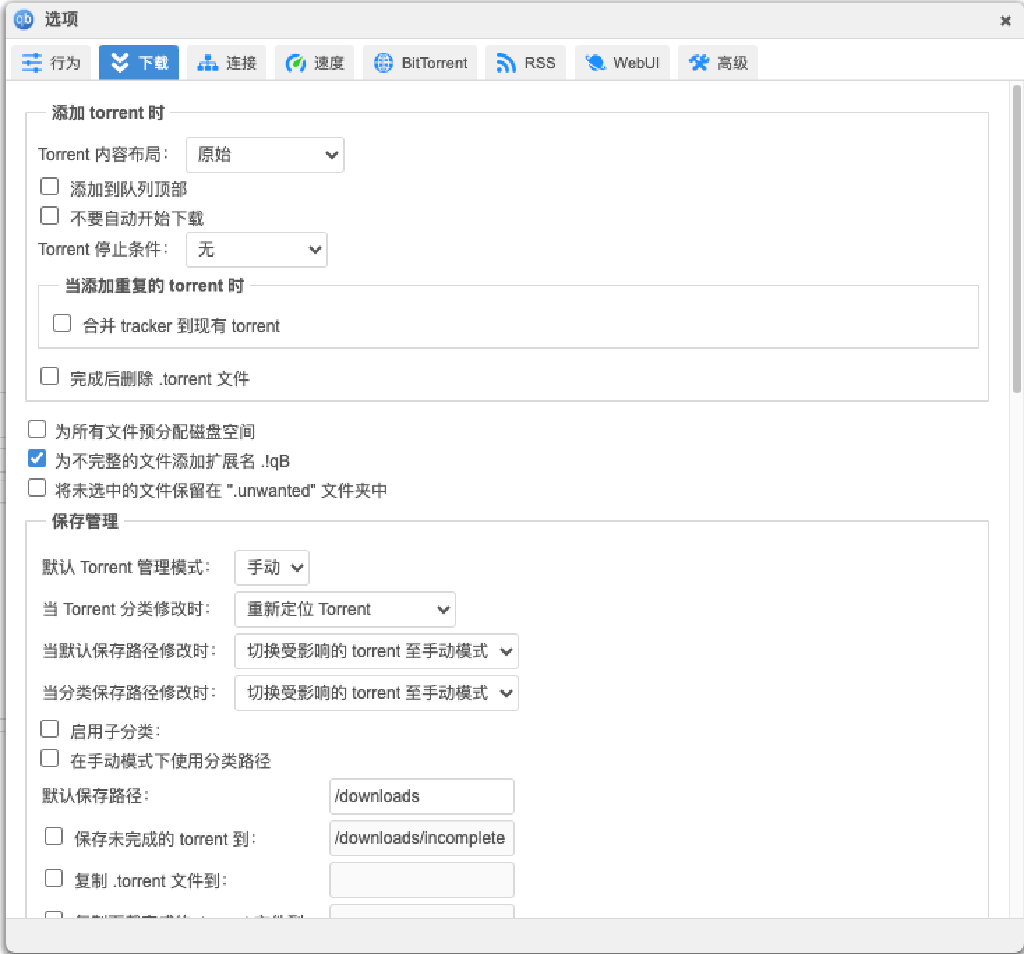 选项
行为 下载 连接 速度 BitTorrent RSS WebUI 高级
添加 torrent 时
Torrent 内容布局： 原始
添加到队列顶部
不要自动开始下载
Torrent 停止条件： 无
当添加重复的 torrent 时
合并 tracker 到现有 torrent
完成后删除 .torrent 文件
为所有文件预分配磁盘空间
为不完整的文件添加扩展名 .!qB
将未选中的文件保留在 ".unwanted" 文件夹中
保存管理
默认 Torrent 管理模式： 手动
当 Torrent 分类修改时： 重新定位 Torrent
当默认保存路径修改时： 切换受影响的 torrent 至手动模式
当分类保存路径修改时： 切换受影响的 torrent 至手动模式
启用子分类：
在手动模式下使用分类路径
默认保存路径： /downloads
保存未完成的 torrent 到： /downloads/incomplete
复制 .torrent 文件到：